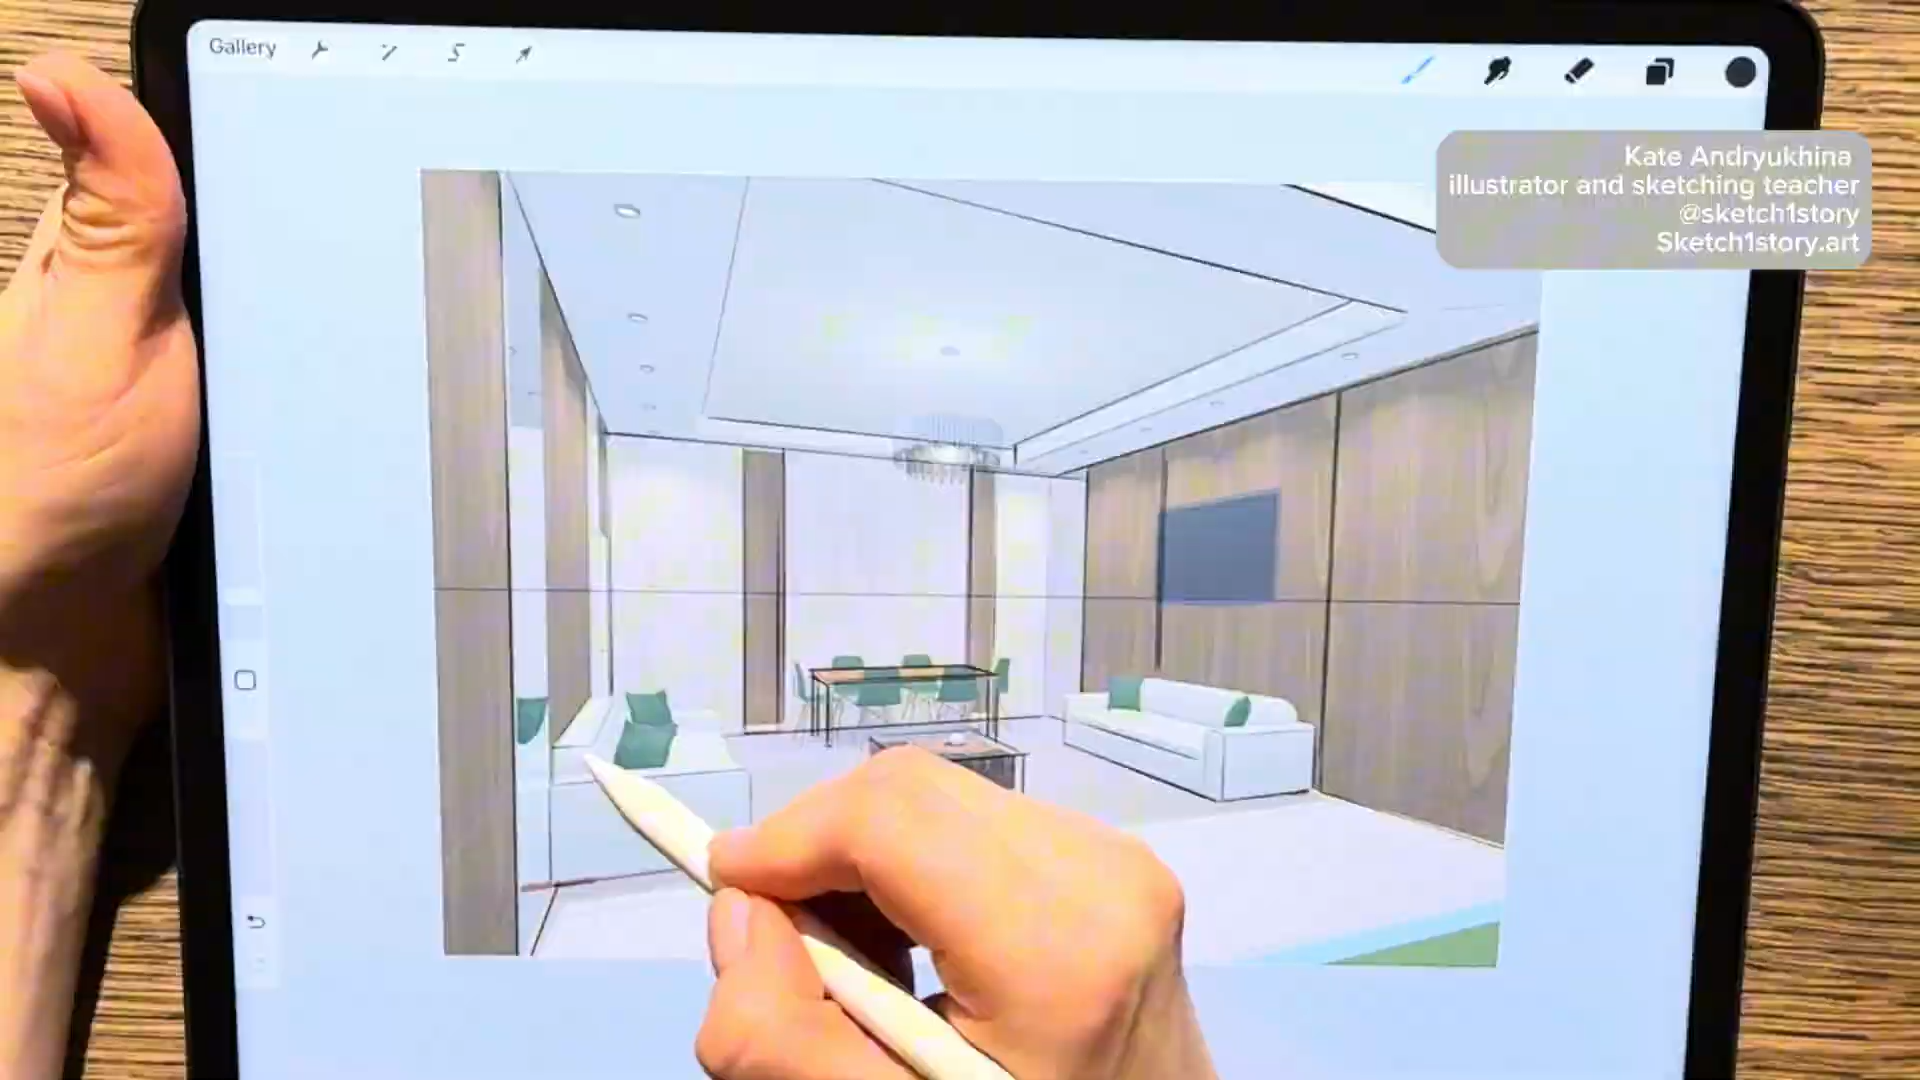 Gallery
Kate Andryukhina
illustrator and sketching teacher
@sketch1story
Sketch1story.art